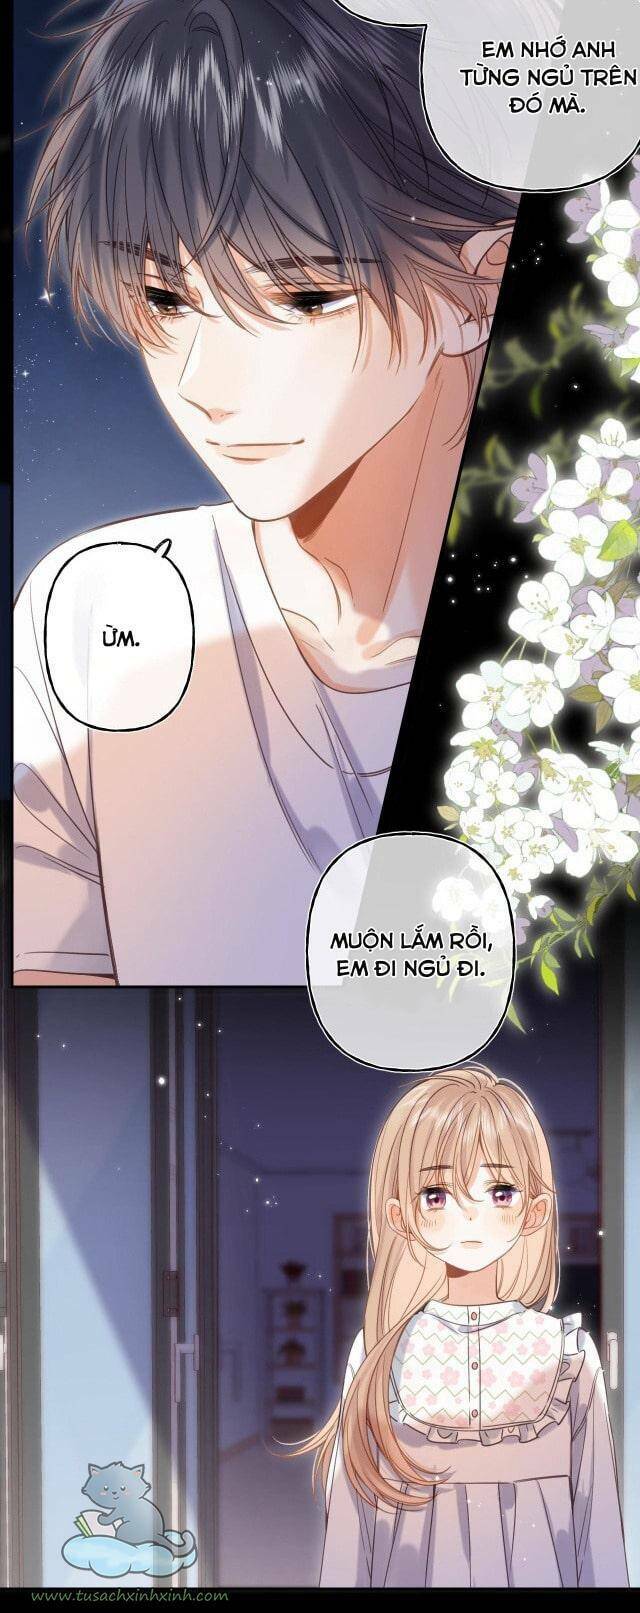 EM NHỚ ANH
TỪNG NGỦ TRÊN
ĐÓ MÀ.
ỪM.
MUỘN LẮM RỒI,
EM ĐI NGỦ ĐI.
www.tusachxinhxinh.com